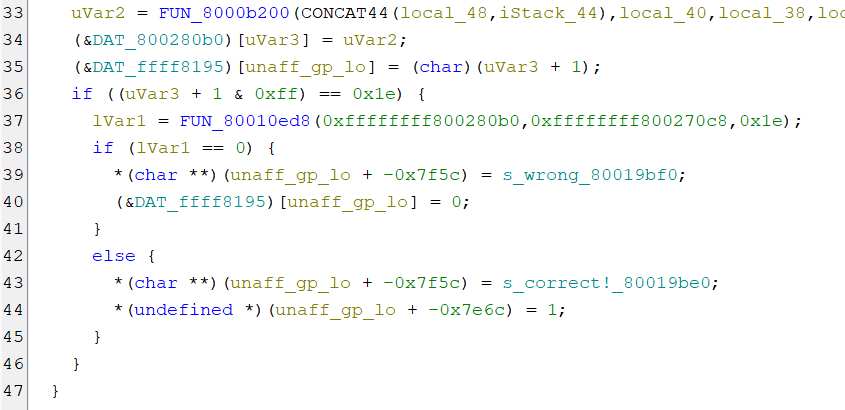 33 uVar2 = FUN_8000b200(CONCAT44(local_48,iStack_44),local_40,local_38,loc
34 (&DAT_800280b0)[uVar3] = uVar2;
35 (&DAT_ffff8195)[unaff_gp_lo] = (char)(uVar3 + 1);
36 if ((uVar3 + 1 & 0xff) == 0x1e) {
37 lVar1 = FUN_80010ed8(0xffffffff800280b0,0xffffffff800270c8,0x1e);
38 if (lVar1 == 0) {
39 *(char **)(unaff_gp_lo + -0x7f5c) = s_wrong_80019bf0;
40 (&DAT_ffff8195)[unaff_gp_lo] = 0;
41 }
42 else {
43 *(char **)(unaff_gp_lo + -0x7f5c) = s_correct!_80019be0;
44 *(undefined *)(unaff_gp_lo + -0x7e6c) = 1;
45 }
46 }
47 }